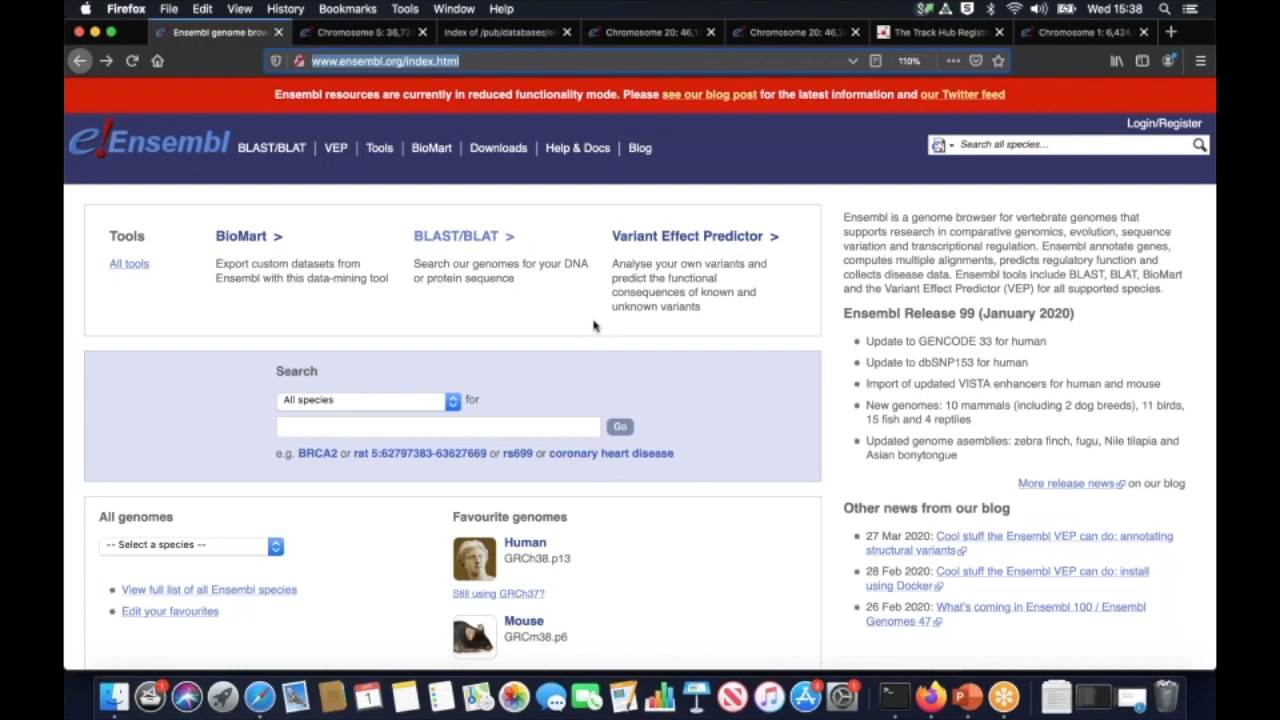 Firefox File Edit View History Bookmarks Tools Window Help Wed 15:38
Ensembl genome brow Chromosome 5: 36,73 Index of /pub/databases/e Chromosome 20: 46,1 Chromosome 20: 46,2 The Track Hub Registr Chromosome 1: 6,424,
www.ensembl.org/index.html 110%
Ensembl resources are currently in reduced functionality mode. Please see our blog post for the latest information and our Twitter feed
Login/Register
e!Ensembl BLAST/BLAT | VEP | Tools | BioMart | Downloads | Help & Docs | Blog Search all species...
Tools
All tools
BioMart >
Export custom datasets from
Ensembl with this data-mining tool
BLAST/BLAT >
Search our genomes for your DNA
or protein sequence
Variant Effect Predictor >
Analyse your own variants and
predict the functional
consequences of known and
unknown variants
Search
All species for
Go
e.g. BRCA2 or rat 5:62797383-63627669 or rs699 or coronary heart disease
All genomes
-- Select a species --
View full list of all Ensembl species
Edit your favourites
Favourite genomes
Human
GRCh38.p13
Still using GRCh37?
Mouse
GRCm38.p6
Ensembl is a genome browser for vertebrate genomes that
supports research in comparative genomics, evolution, sequence
variation and transcriptional regulation. Ensembl annotate genes,
computes multiple alignments, predicts regulatory function and
collects disease data. Ensembl tools include BLAST, BLAT, BioMart
and the Variant Effect Predictor (VEP) for all supported species.
Ensembl Release 99 (January 2020)
Update to GENCODE 33 for human
Update to dbSNP153 for human
Import of updated VISTA enhancers for human and mouse
New genomes: 10 mammals (including 2 dog breeds), 11 birds,
15 fish and 4 reptiles
Updated genome asemblies: zebra finch, fugu, Nile tilapia and
Asian bonytongue
More release news on our blog
Other news from our blog
27 Mar 2020: Cool stuff the Ensembl VEP can do: annotating
structural variants
28 Feb 2020: Cool stuff the Ensembl VEP can do: install
using Docker
26 Feb 2020: What's coming in Ensembl 100 / Ensembl
Genomes 47